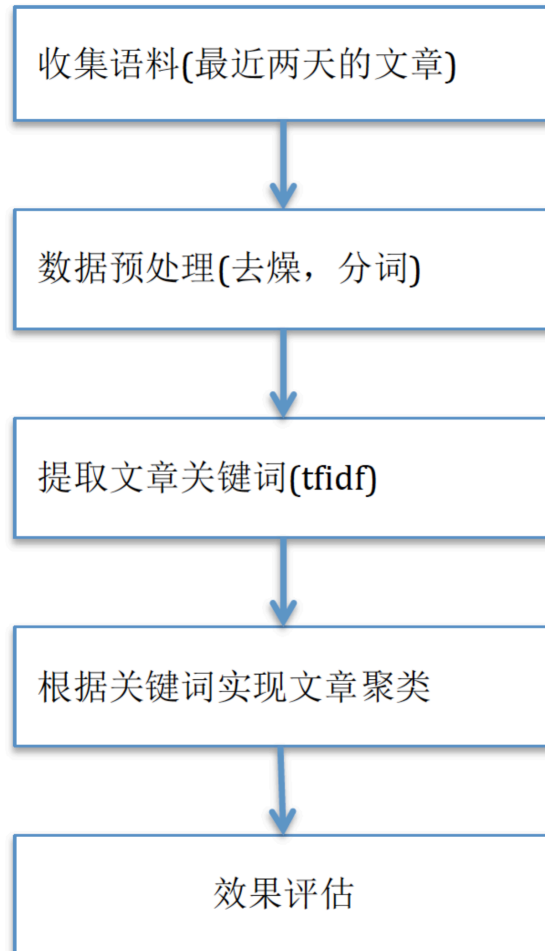 收集语料(最近两天的文章)
数据预处理(去燥，分词)
提取文章关键词(tfidf)
根据关键词实现文章聚类
效果评估